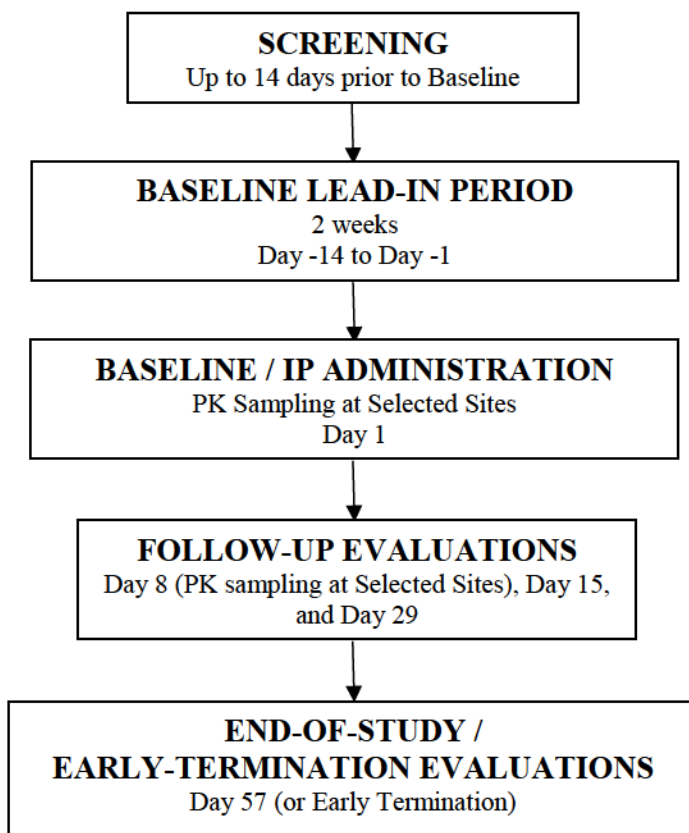 SCREENING
Up to 14 days prior to Baseline
BASELINE LEAD-IN PERIOD
2 weeks
Day -14 to Day -1
BASELINE / IP ADMINISTRATION
PK Sampling at Selected Sites
Day 1
FOLLOW-UP EVALUATIONS
Day 8 (PK sampling at Selected Sites), Day 15,
and Day 29
END-OF-STUDY /
EARLY-TERMINATION EVALUATIONS
Day 57 (or Early Termination)